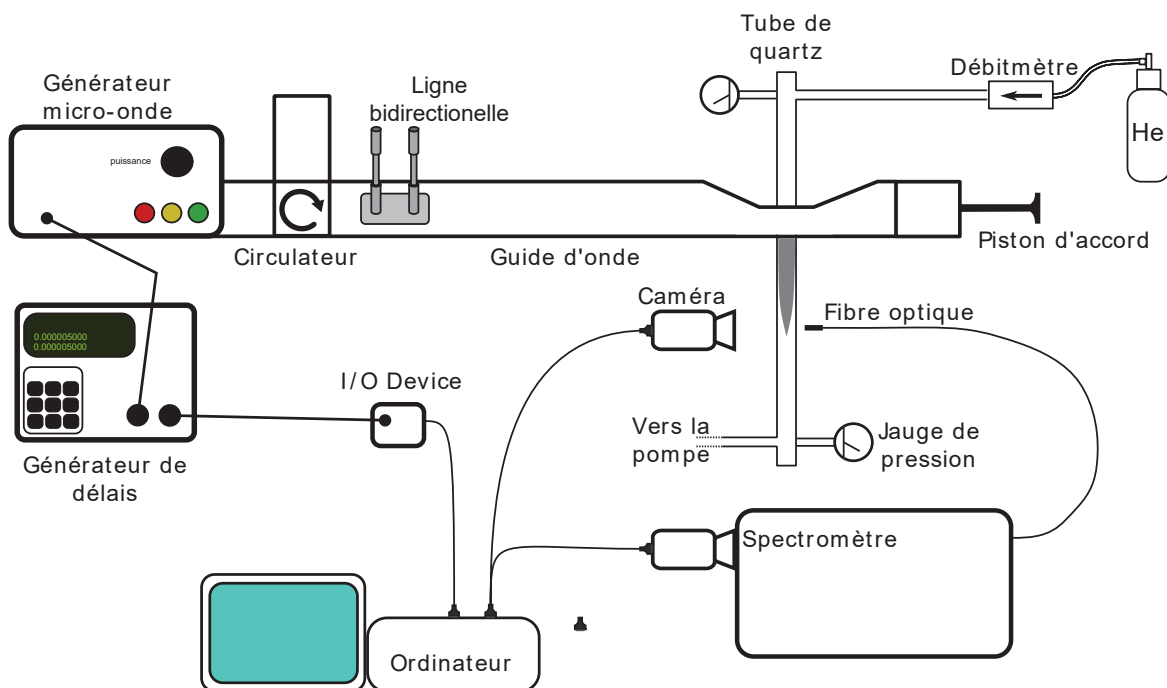 Tube de
quartz
Débitmètre
He
Générateur
micro-onde
puissance
Ligne
bidirectionelle
Circulateur
Guide d'onde
Piston d'accord
Caméra
Fibre optique
0.000005000
0.000005000
I/O Device
Vers la
pompe
Jauge de
pression
Générateur de
délais
Spectromètre
Ordinateur